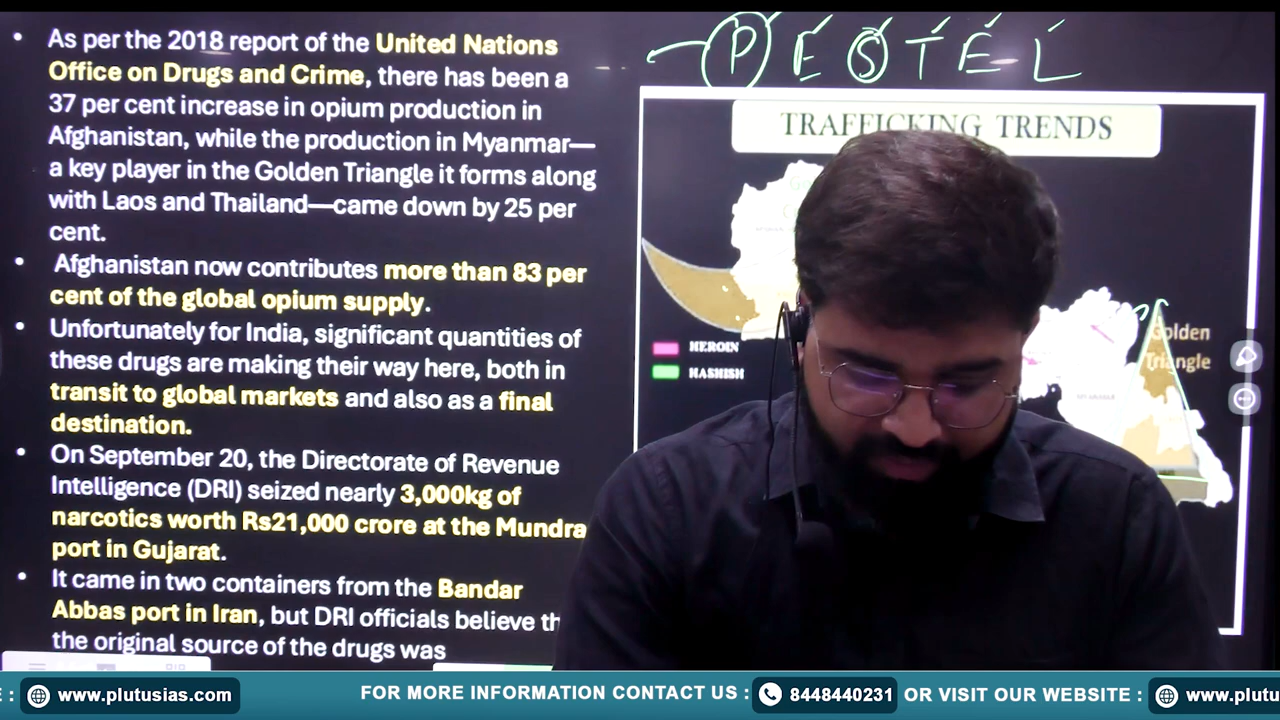 • As per the 2018 report of the United Nations
Office on Drugs and Crime, there has been a
37 per cent increase in opium production in
Afghanistan, while the production in Myanmar—
a key player in the Golden Triangle it forms along
with Laos and Thailand—came down by 25 per
cent.
• Afghanistan now contributes more than 83 per
cent of the global opium supply.
• Unfortunately for India, significant quantities of
these drugs are making their way here, both in
transit to global markets and also as a final
destination.
• On September 20, the Directorate of Revenue
Intelligence (DRI) seized nearly 3,000kg of
narcotics worth Rs21,000 crore at the Mundra
port in Gujarat.
• It came in two containers from the Bandar
Abbas port in Iran, but DRI officials believe th
the original source of the drugs was
P E S T E L
TRAFFICKING TRENDS
HEROIN
HASHISH
Golden
Triangle
MYANMAR
: www.plutusias.com
FOR MORE INFORMATION CONTACT US : 8448440231 OR VISIT OUR WEBSITE : www.plutu